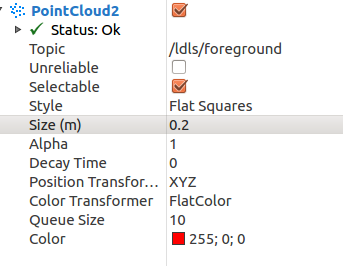 PointCloud2
Status: Ok
Topic /ldls/foreground
Unreliable
Selectable
Style Flat Squares
Size (m) 0.2
Alpha 1
Decay Time 0
Position Transfor... XYZ
Color Transformer FlatColor
Queue Size 10
Color 255; 0; 0